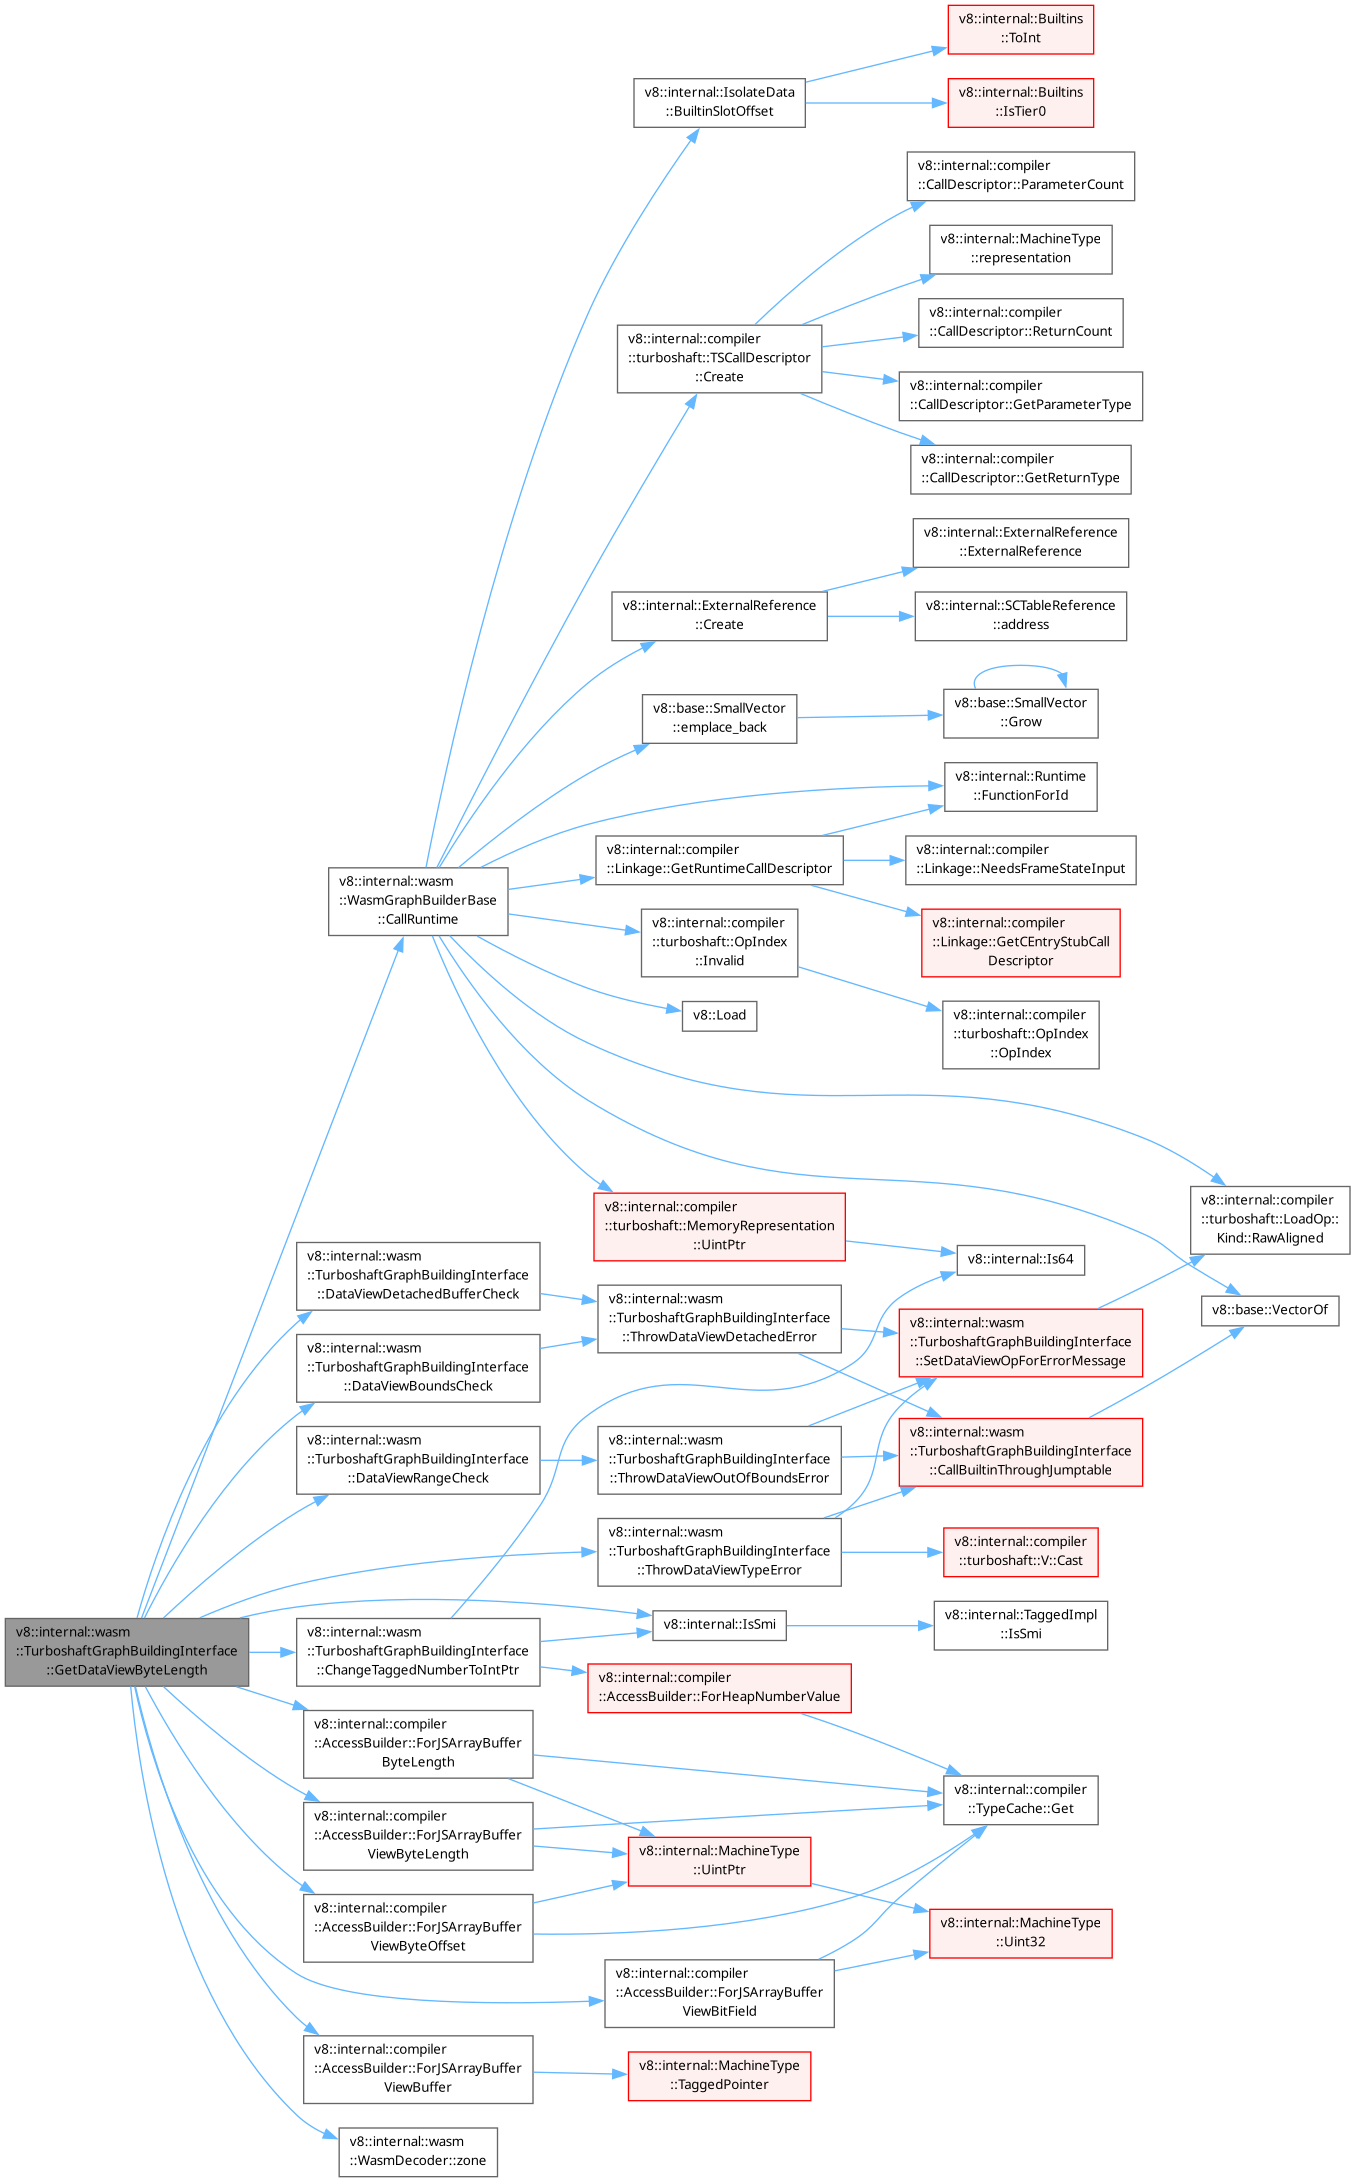 v8::internal::Builtins
::ToInt
v8::internal::IsolateData
::BuiltinSlotOffset
v8::internal::Builtins
::IsTier0
v8::internal::compiler
::CallDescriptor::ParameterCount
v8::internal::MachineType
::representation
v8::internal::compiler
::turboshaft::TSCallDescriptor
::Create
v8::internal::compiler
::CallDescriptor::ReturnCount
v8::internal::compiler
::CallDescriptor::GetParameterType
v8::internal::compiler
::CallDescriptor::GetReturnType
v8::internal::ExternalReference
::ExternalReference
v8::internal::ExternalReference
::Create
v8::internal::SCTableReference
::address
v8::base::SmallVector
::emplace_back
v8::base::SmallVector
::Grow
v8::internal::Runtime
::FunctionForId
v8::internal::wasm
::WasmGraphBuilderBase
::CallRuntime
v8::internal::compiler
::Linkage::GetRuntimeCallDescriptor
v8::internal::compiler
::Linkage::NeedsFrameStateInput
v8::internal::compiler
::turboshaft::OpIndex
::Invalid
v8::internal::compiler
::Linkage::GetCEntryStubCall
Descriptor
v8::Load
v8::internal::compiler
::turboshaft::OpIndex
::OpIndex
v8::internal::compiler
::turboshaft::MemoryRepresentation
::UintPtr
v8::internal::compiler
::turboshaft::LoadOp::
Kind::RawAligned
v8::internal::wasm
::TurboshaftGraphBuildingInterface
::DataViewDetachedBufferCheck
v8::internal::Is64
v8::internal::wasm
::TurboshaftGraphBuildingInterface
::ThrowDataViewDetachedError
v8::base::VectorOf
v8::internal::wasm
::TurboshaftGraphBuildingInterface
::SetDataViewOpForErrorMessage
v8::internal::wasm
::TurboshaftGraphBuildingInterface
::DataViewBoundsCheck
v8::internal::wasm
::TurboshaftGraphBuildingInterface
::DataViewRangeCheck
v8::internal::wasm
::TurboshaftGraphBuildingInterface
::ThrowDataViewOutOfBoundsError
v8::internal::wasm
::TurboshaftGraphBuildingInterface
::CallBuiltinThroughJumptable
v8::internal::wasm
::TurboshaftGraphBuildingInterface
::ThrowDataViewTypeError
v8::internal::compiler
::turboshaft::V::Cast
v8::internal::wasm
::TurboshaftGraphBuildingInterface
::GetDataViewByteLength
v8::internal::wasm
::TurboshaftGraphBuildingInterface
::ChangeTaggedNumberToIntPtr
v8::internal::IsSmi
v8::internal::TaggedImpl
::IsSmi
v8::internal::compiler
::AccessBuilder::ForHeapNumberValue
v8::internal::compiler
::AccessBuilder::ForJSArrayBuffer
ByteLength
v8::internal::compiler
::TypeCache::Get
v8::internal::compiler
::AccessBuilder::ForJSArrayBuffer
ViewByteLength
v8::internal::MachineType
::UintPtr
v8::internal::compiler
::AccessBuilder::ForJSArrayBuffer
ViewByteOffset
v8::internal::MachineType
::Uint32
v8::internal::compiler
::AccessBuilder::ForJSArrayBuffer
ViewBitField
v8::internal::compiler
::AccessBuilder::ForJSArrayBuffer
ViewBuffer
v8::internal::MachineType
::TaggedPointer
v8::internal::wasm
::WasmDecoder::zone